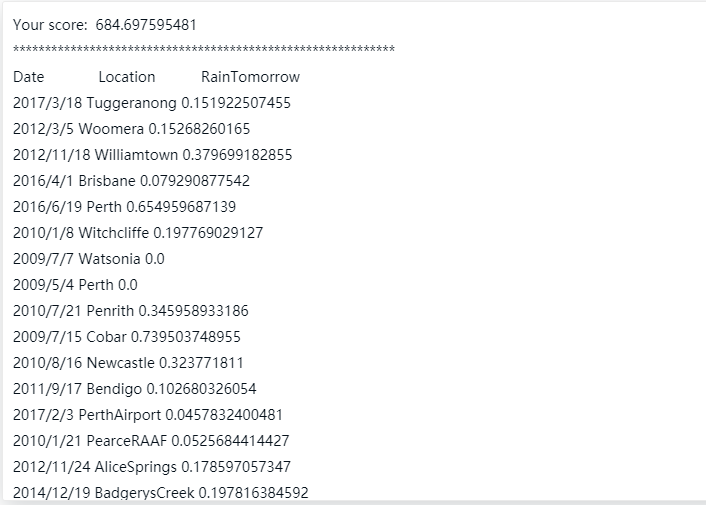 Your score: 684.697595481
************************************************************
Date Location RainTomorrow
2017/3/18 Tuggeranong 0.151922507455
2012/3/5 Woomera 0.15268260165
2012/11/18 Williamtown 0.379699182855
2016/4/1 Brisbane 0.079290877542
2016/6/19 Perth 0.654959687139
2010/1/8 Witchcliffe 0.197769029127
2009/7/7 Watsonia 0.0
2009/5/4 Perth 0.0
2010/7/21 Penrith 0.345958933186
2009/7/15 Cobar 0.739503748955
2010/8/16 Newcastle 0.323771811
2011/9/17 Bendigo 0.102680326054
2017/2/3 PerthAirport 0.0457832400481
2010/1/21 PearceRAAF 0.0525684414427
2012/11/24 AliceSprings 0.178597057347
2014/12/19 BadgerysCreek 0.197816384592